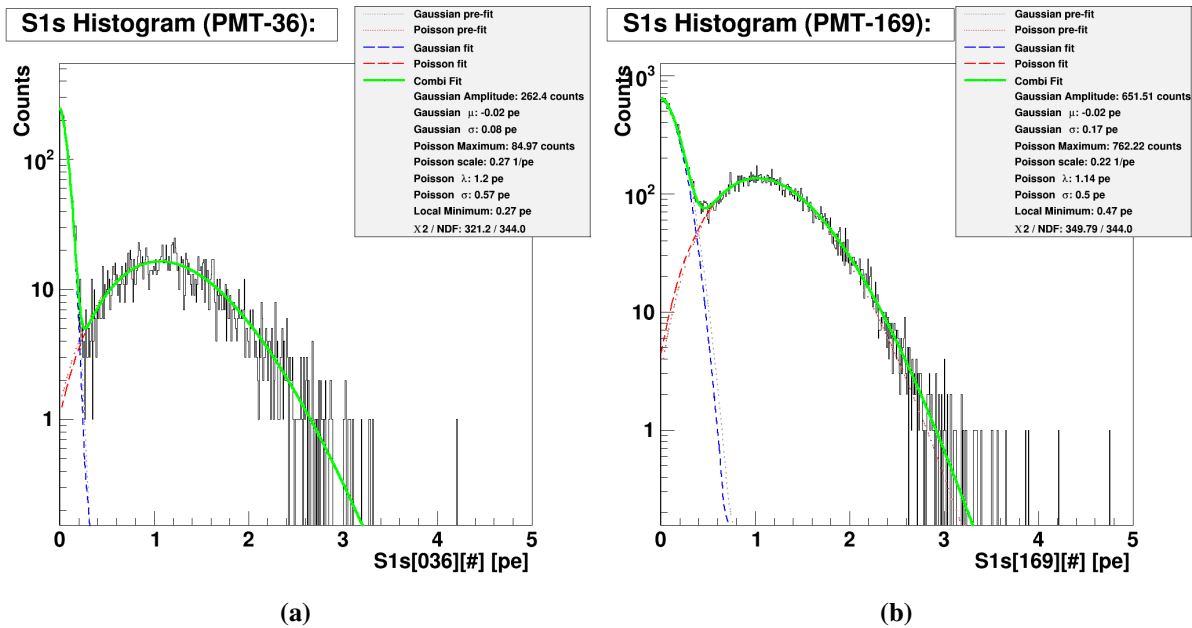 S1s Histogram (PMT-36):
Gaussian pre-fit
Poisson pre-fit
Gaussian fit
Poisson fit
Combi Fit
Gaussian Amplitude: 262.4 counts
Gaussian μ: -0.02 pe
Gaussian σ: 0.08 pe
Poisson Maximum: 84.97 counts
Poisson scale: 0.27 1/pe
Poisson λ: 1.2 pe
Poisson σ: 0.57 pe
Local Minimum: 0.27 pe
Χ2 / NDF: 321.2 / 344.0
Counts
10²
10
1
0 1 2 3 4 5
S1s[036][#] [pe]
(a)
S1s Histogram (PMT-169):
Gaussian pre-fit
Poisson pre-fit
Gaussian fit
Poisson fit
Combi Fit
Gaussian Amplitude: 651.51 counts
Gaussian μ: -0.02 pe
Gaussian σ: 0.17 pe
Poisson Maximum: 762.22 counts
Poisson scale: 0.22 1/pe
Poisson λ: 1.14 pe
Poisson σ: 0.5 pe
Local Minimum: 0.47 pe
Χ2 / NDF: 349.79 / 344.0
Counts
10³
10²
10
1
0 1 2 3 4 5
S1s[169][#] [pe]
(b)